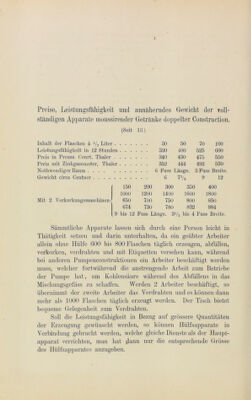 Preise, Leistungsfähigkeit und annäherndes Gewicht der voll-
ständigen Apparate moussirender Getränke doppelter Construction.
(Seit 15)
Inhalt der Flaschen à Liter 30 50 70 100
Leistungsfähigkeit in 12 Stunden 350 400 525 600
Preis in Preuss. Court. Thaler 340 430 475 550
Preis mit Zinkguss Thaler 352 444 493 570
Nothwendiger Raum 6 Fuss Länge. 3 Fuss Breite.
Gewicht circa Centner 6 7½ 9 12
150 200 300 350 400
1000 1200 1400 1600 1800
Mit 2 Verkorkungsmaschinen 650 700 750 800 850
674 730 780 832 884
9 bis 12 Fuss Länge. 3½ bis 4 Fuss Breite.
Sämmtliche Apparate lassen sich durch eine Person leicht in
Thätigkeit setzen und darin unterhalten, da ein geübter Arbeiter
allein ohne Hülfe 600 bis 800 Flaschen täglich erzeugen, abfüllen,
verkorken, verdrahten und mit Etiquetten versehen kann, während
bei anderen Pumpenconstructionen ein Arbeiter beschäftigt werden
muss, welcher fortwährend die anstrengende Arbeit zum Betriebe
der Pumpe hat, um Kohlensäure während des Abfüllens in das
Mischungsgefäss zu schaffen. Werden 2 Arbeiter beschäftigt, so
übernimmt der zweite Arbeiter das Verdrahten und es können dann
mehr als 1000 Flaschen täglich erzeugt werden. Der Tisch bietet
bequeme Gelegenheit zum Verdrahten.
Soll die Leistungsfähigkeit in Bezug auf grössere Quantitäten
der Erzeugung gewünscht werden, so können Hülfsapparate in
Verbindung gebracht werden, welche gleiche Dienste als der Haupt-
apparat verrichten, man hat dann nur die entsprechende Grösse
des Hülfsapparates anzugeben.